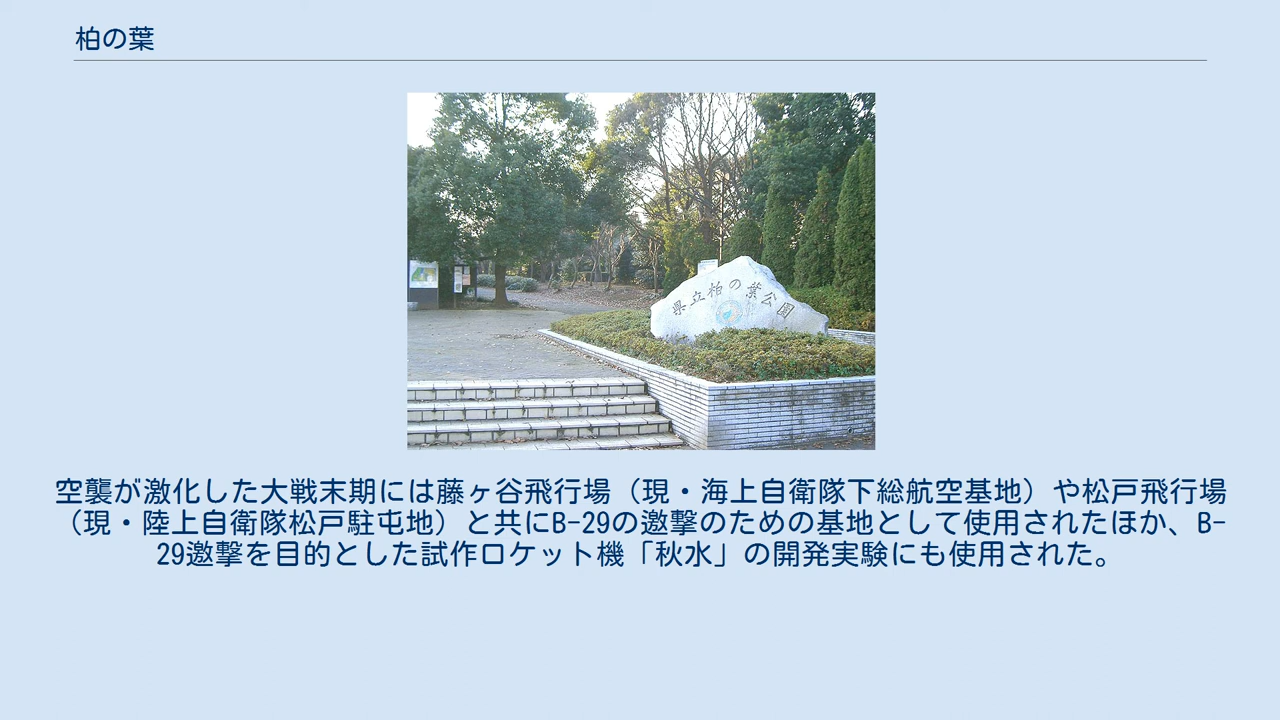 柏の葉
県立柏の葉公園
空襲が激化した大戦末期には藤ヶ谷飛行場（現・海上自衛隊下総航空基地）や松戸飛行場
（現・陸上自衛隊松戸駐屯地）と共にB-29の邀撃のための基地として使用されたほか、B-
29邀撃を目的とした試作ロケット機「秋水」の開発実験にも使用された。